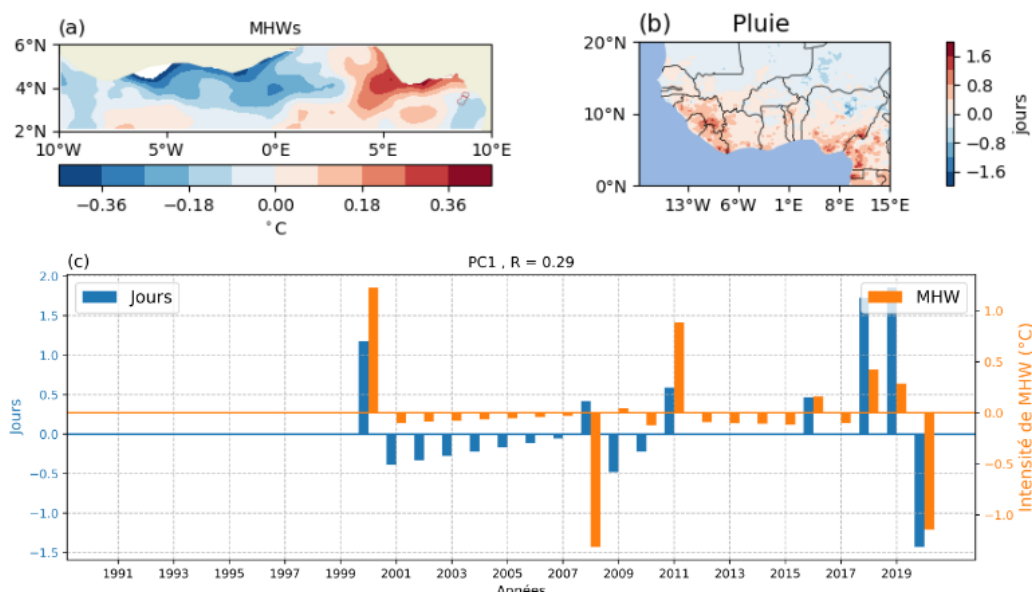 (a) MHWs
6°N
4°N
2°N
10°W 5°W 0°E 5°E 10°E
−0.36 −0.18 0.00 0.18 0.36
°C
(b) Pluie
20°N
10°N
0°N
13°W 6°W 1°E 8°E 15°E
1.6
0.8
0.0
−0.8
−1.6
jours
(c) PC1 , R = 0.29
Jours
MHW
2.0
1.5
1.0
0.5
0.0
−0.5
−1.0
−1.5
Jours
1.0
0.5
0.0
−0.5
−1.0
Intensité de MHW (°C)
1991 1993 1995 1997 1999 2001 2003 2005 2007 2009 2011 2013 2015 2017 2019
Années